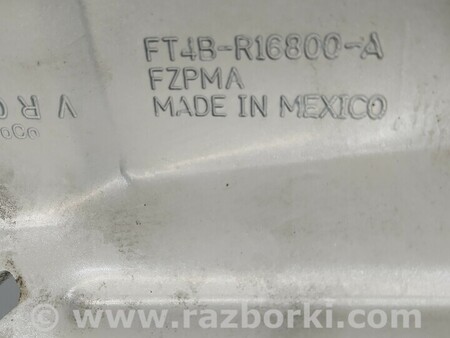 FT4B-R16800-A
FZPMA
MADE IN MEXICO
www.razborki.com